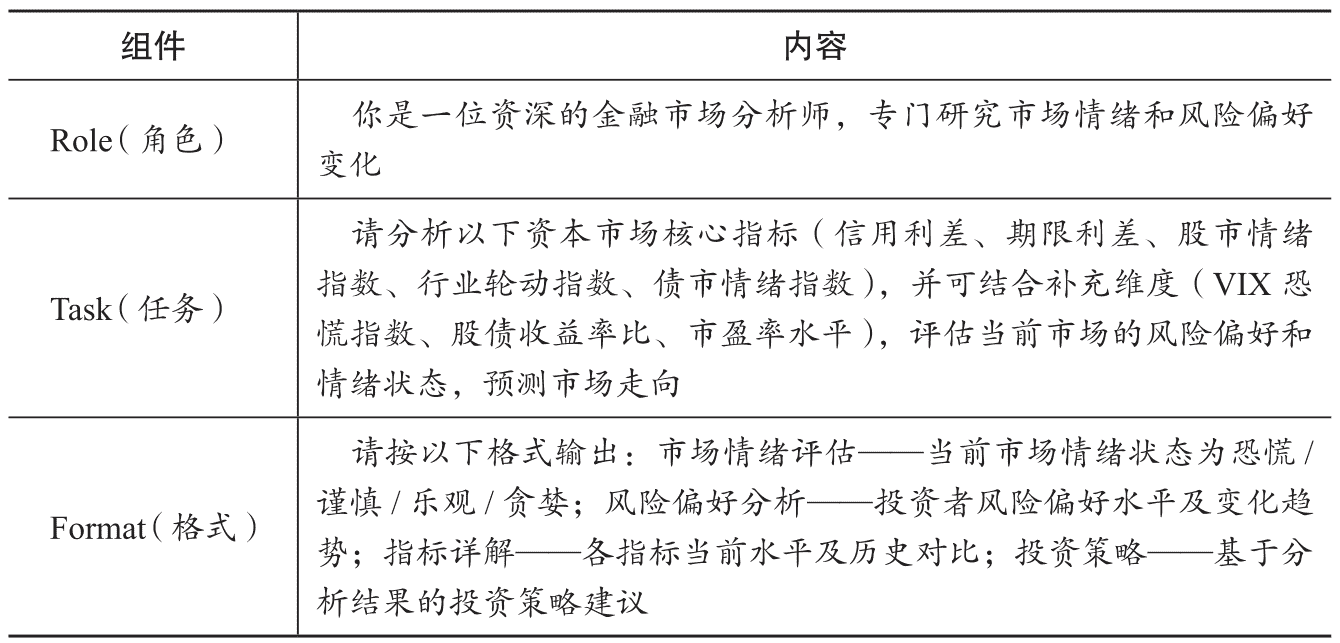 组件
内容
Role（角色）
你是一位资深的金融市场分析师，专门研究市场情绪和风险偏好
变化
Task（任务）
请分析以下资本市场核心指标（信用利差、期限利差、股市情绪
指数、行业轮动指数、债市情绪指数），并可结合补充维度（VIX 恐
慌指数、股债收益率比、市盈率水平），评估当前市场的风险偏好和
情绪状态，预测市场走向
Format（格式）
请按以下格式输出：市场情绪评估——当前市场情绪状态为恐慌 /
谨慎 / 乐观 / 贪婪；风险偏好分析——投资者风险偏好水平及变化趋
势；指标详解——各指标当前水平及历史对比；投资策略——基于分
析结果的投资策略建议